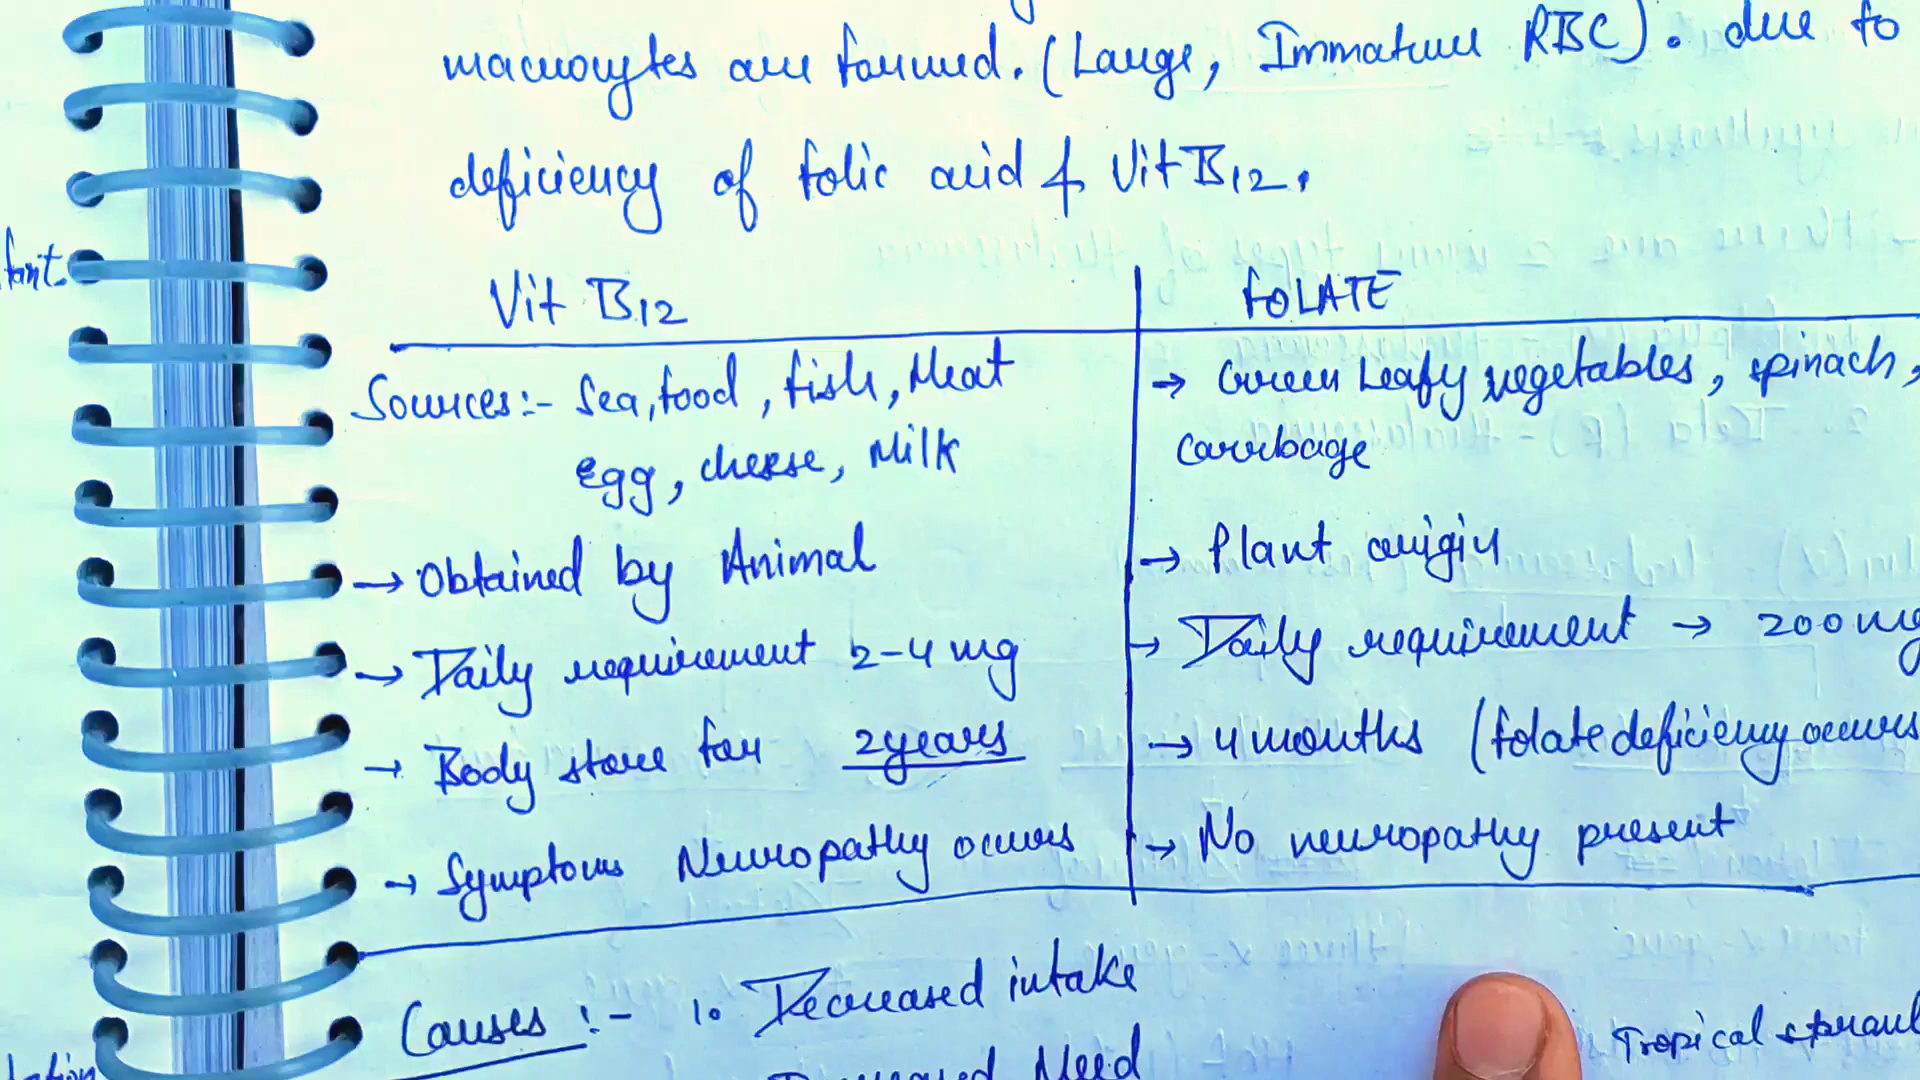 macrocytes are formed. (Large, Immature RBC). due to
deficiency of folic acid & Vit B12.
Vit B12
FOLATE
Sources:- Sea,food, fish, Meat
egg, cheese, Milk
→ Green Leafy vegetables, spinach,
carrbage
→ Obtained by Animal
→ Plant origin
→ Daily requirement 2-4 mg
→ Daily requirement → 200 mg
→ Body store for 2years
→ 4 months (folate deficiency occurs
→ Symptoms Neuropathy occurs
→ No neuropathy present
Causes :- 1. Decreased intake
Need
Tropical